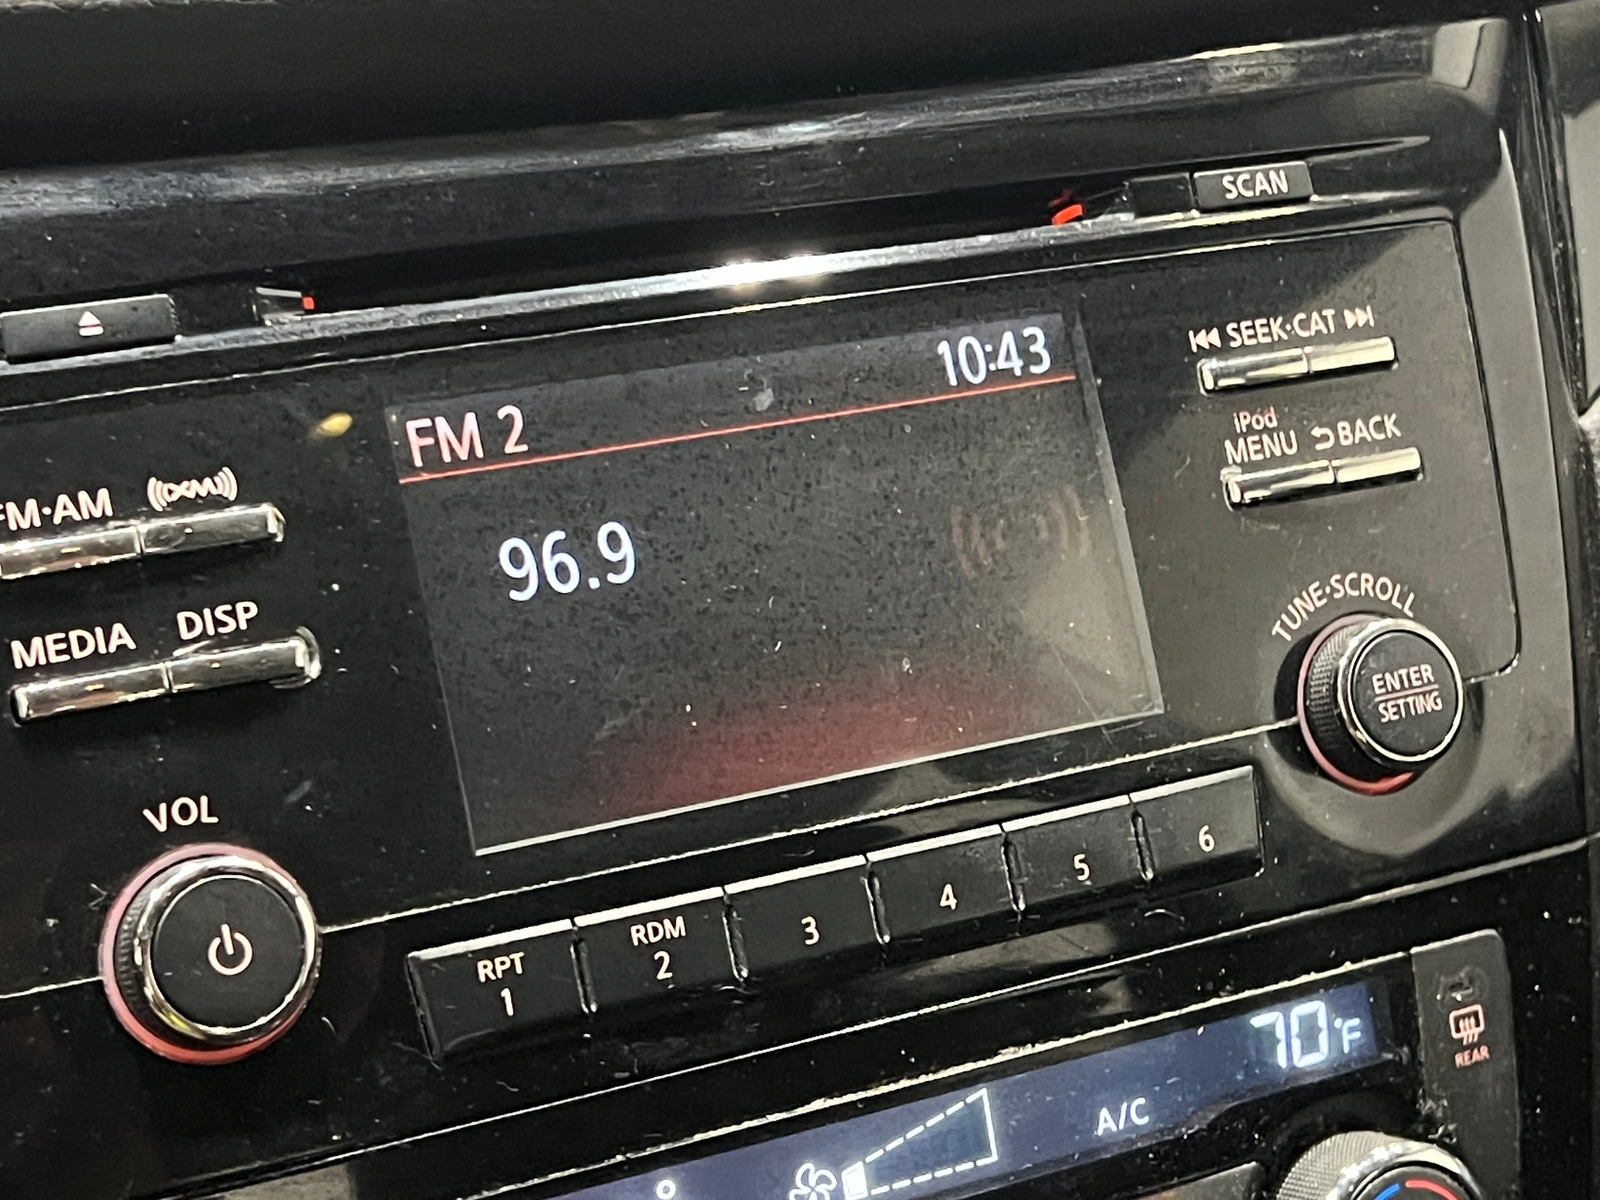 SCAN
10:43
FM 2
96.9
SEEK·CAT
iPod
MENU BACK
FM·AM XM
MEDIA DISP
TUNE·SCROLL
ENTER
SETTING
VOL
RPT
1
RDM
2
3
4
5
6
70°F
A/C
REAR